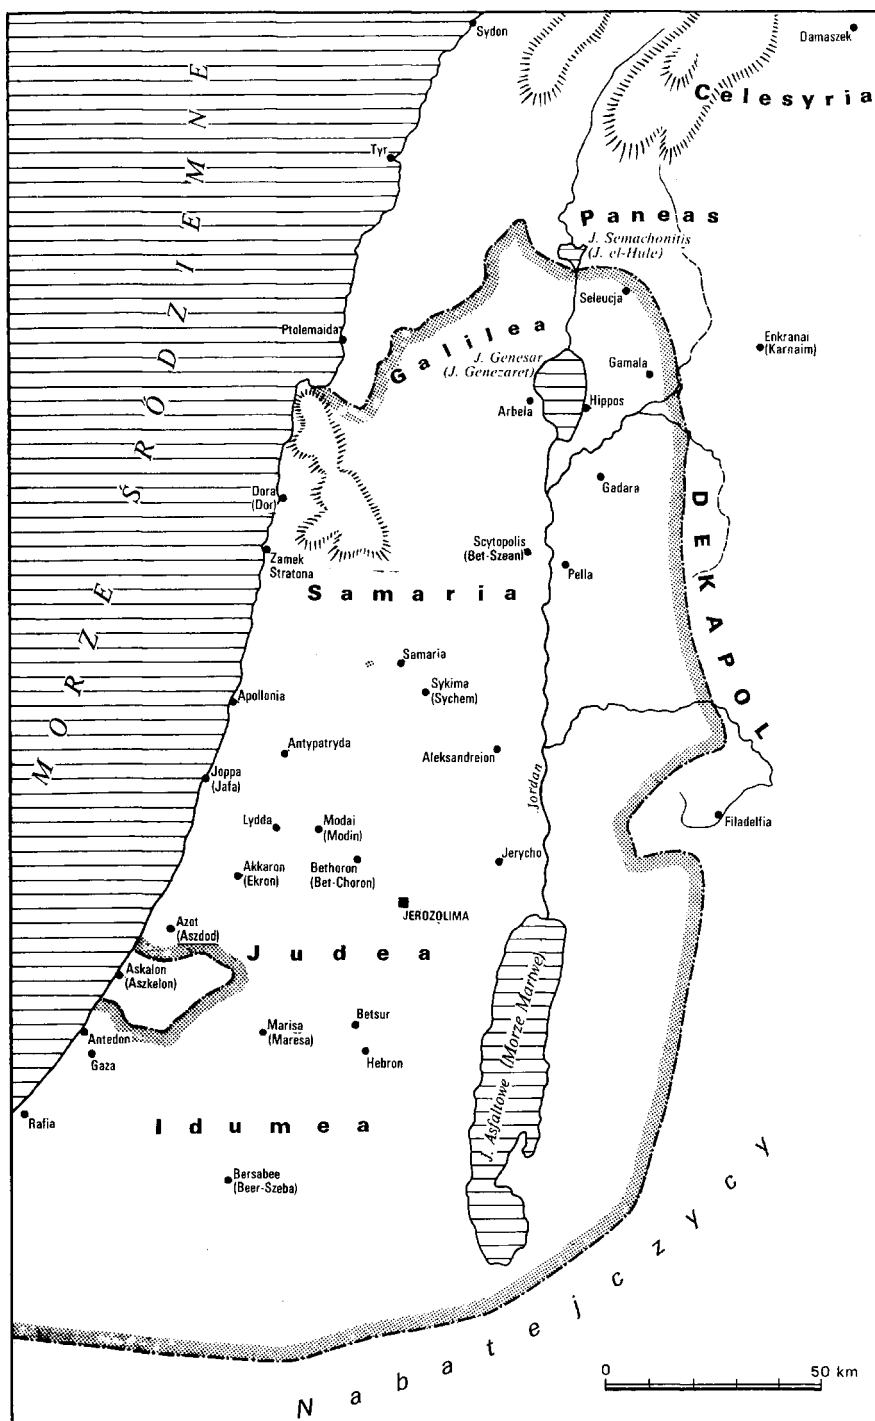 Sydon
Damaszek
Celesyria
MORZE ŚRÓDZIEMNE
Tyr
Paneas
J. Semachonitis
(J. el-Hule)
Seleucja
Ptolemaida
Galilea
Enkranai
(Karnaim)
J. Genesar
(J. Genezaret)
Gamala
Arbela
Hippos
Gadara
DEKAPOL
Dora
(Dor)
Zamek
Stratona
Scytopolis
(Bet-Szean)
Pella
Samaria
Samaria
Sykima
(Sychem)
Apollonia
Antypatryda
Aleksandreion
Joppa
(Jafa)
Jordan
Lydda
Modai
(Modin)
Filadelfia
Akkaron
(Ekron)
Bethoron
(Bet-Choron)
Jerycho
JEROZOLIMA
Azot
(Aszdod)
Judea
Askalon
(Aszkelon)
J. Asfaltowe (Morze Martwe)
Antedon
Gaza
Marisa
(Maresa)
Betsur
Hebron
Rafia
Idumea
Bersabee
(Beer-Szeba)
Nabatejczycy
0 50 km